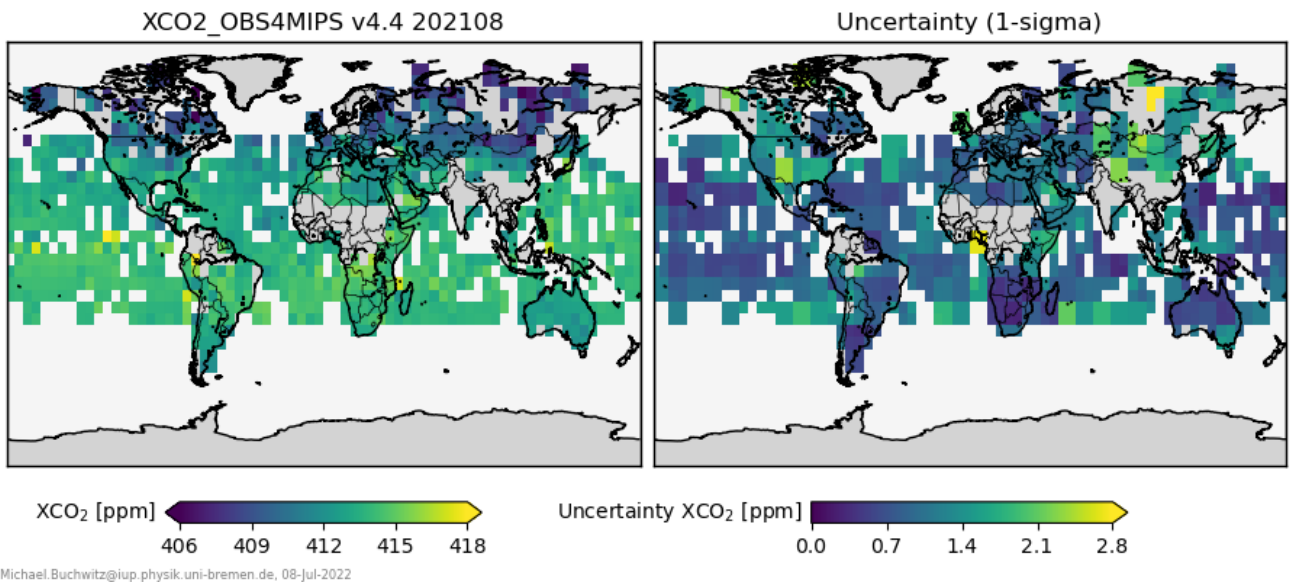 XCO2_OBS4MIPS v4.4 202108
Uncertainty (1-sigma)
XCO₂ [ppm]
406 409 412 415 418
Uncertainty XCO₂ [ppm]
0.0 0.7 1.4 2.1 2.8
Michael.Buchwitz@iup.physik.uni-bremen.de, 08-Jul-2022